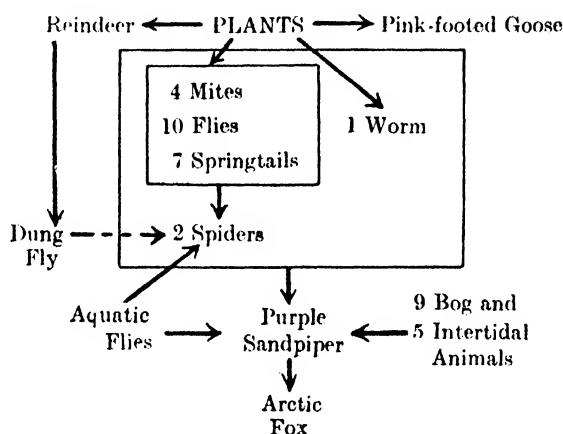 Reindeer PLANTS Pink-footed Goose
4 Mites
10 Flies
7 Springtails
1 Worm
2 Spiders
Dung
Fly
Aquatic
Flies
Purple
Sandpiper
9 Bog and
5 Intertidal
Animals
Arctic
Fox